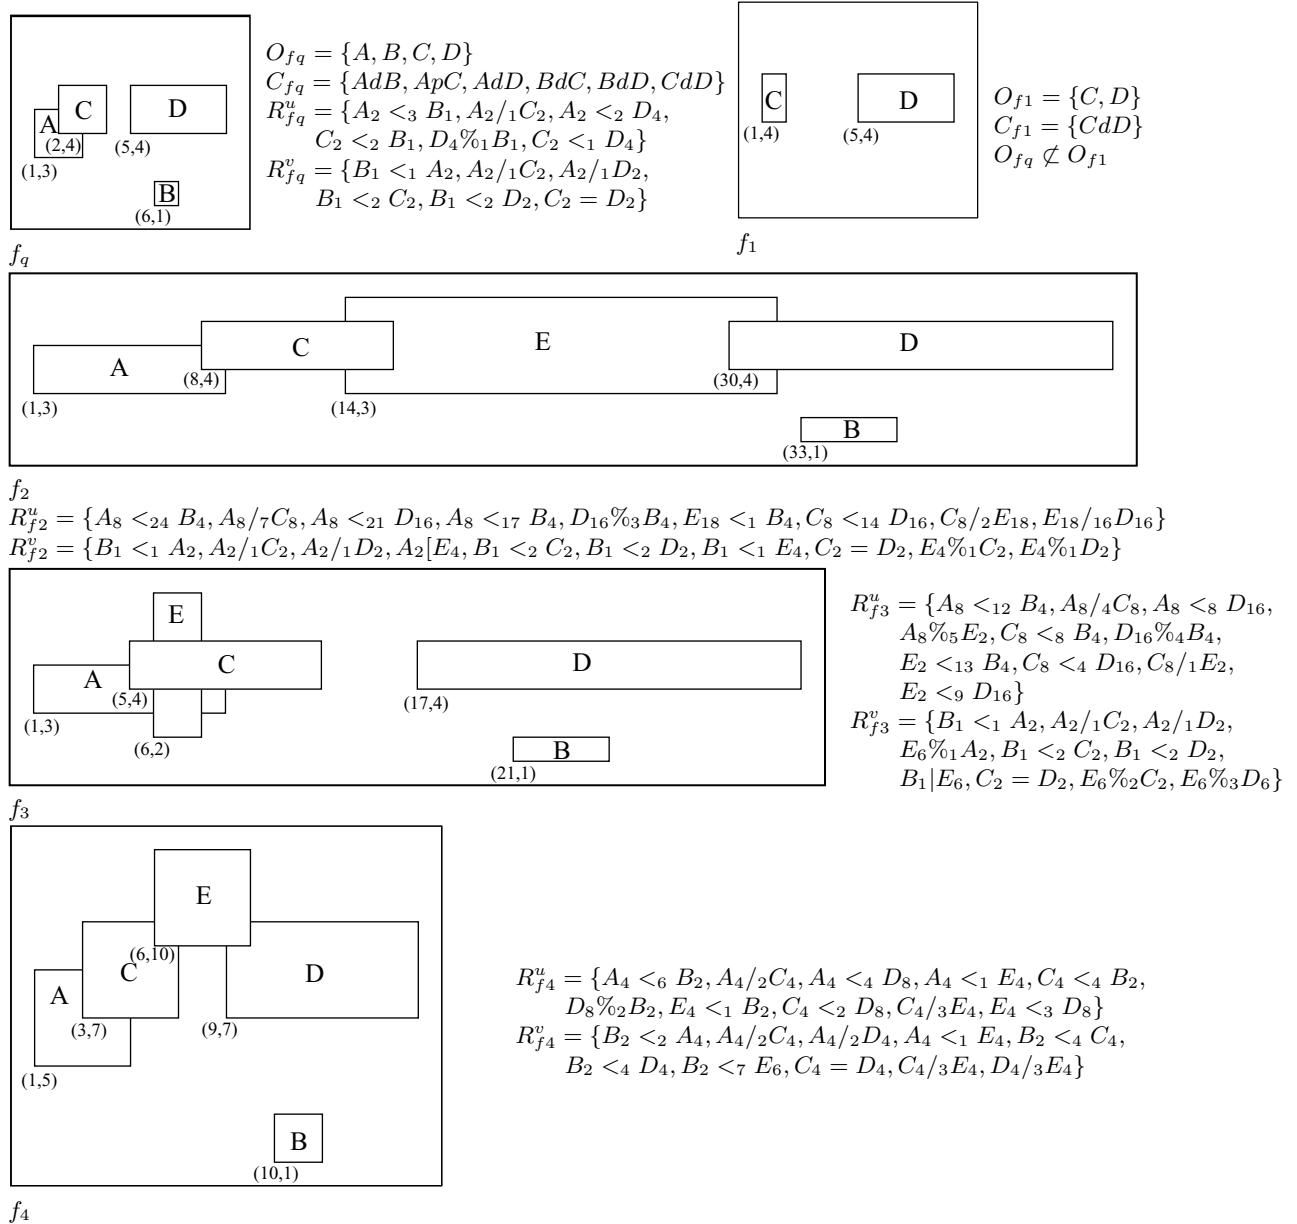 A
C
D
B
(2,4)
(5,4)
(1,3)
(6,1)
f_q
O_{fq} = {A, B, C, D}
C_{fq} = {AdB, ApC, AdD, BdC, BdD, CdD}
R^u_{fq} = {A_2 <_3 B_1, A_2/_1C_2, A_2 <_2 D_4,
C_2 <_2 B_1, D_4%_1B_1, C_2 <_1 D_4}
R^v_{fq} = {B_1 <_1 A_2, A_2/_1C_2, A_2/_1D_2,
B_1 <_2 C_2, B_1 <_2 D_2, C_2 = D_2}
C
D
(1,4)
(5,4)
f_1
O_{f1} = {C, D}
C_{f1} = {CdD}
O_{fq} ⊄ O_{f1}
A
C
E
D
B
(8,4)
(30,4)
(1,3)
(14,3)
(33,1)
f_2
R^u_{f2} = {A_8 <_{24} B_4, A_8/_7C_8, A_8 <_{21} D_{16}, A_8 <_{17} B_4, D_{16}%_3B_4, E_{18} <_1 B_4, C_8 <_{14} D_{16}, C_8/_2E_{18}, E_{18}/_{16}D_{16}}
R^v_{f2} = {B_1 <_1 A_2, A_2/_1C_2, A_2/_1D_2, A_2[E_4, B_1 <_2 C_2, B_1 <_2 D_2, B_1 <_1 E_4, C_2 = D_2, E_4%_1C_2, E_4%_1D_2}
E
C
A
D
B
(5,4)
(17,4)
(1,3)
(6,2)
(21,1)
f_3
R^u_{f3} = {A_8 <_{12} B_4, A_8/_4C_8, A_8 <_8 D_{16},
A_8%_5E_2, C_8 <_8 B_4, D_{16}%_4B_4,
E_2 <_{13} B_4, C_8 <_4 D_{16}, C_8/_1E_2,
E_2 <_9 D_{16}}
R^v_{f3} = {B_1 <_1 A_2, A_2/_1C_2, A_2/_1D_2,
E_6%_1A_2, B_1 <_2 C_2, B_1 <_2 D_2,
B_1|E_6, C_2 = D_2, E_6%_2C_2, E_6%_3D_6}
E
(6,10)
C
D
A
(3,7)
(9,7)
(1,5)
B
(10,1)
f_4
R^u_{f4} = {A_4 <_6 B_2, A_4/_2C_4, A_4 <_4 D_8, A_4 <_1 E_4, C_4 <_4 B_2,
D_8%_2B_2, E_4 <_1 B_2, C_4 <_2 D_8, C_4/_3E_4, E_4 <_3 D_8}
R^v_{f4} = {B_2 <_2 A_4, A_4/_2C_4, A_4/_2D_4, A_4 <_1 E_4, B_2 <_4 C_4,
B_2 <_4 D_4, B_2 <_7 E_6, C_4 = D_4, C_4/_3E_4, D_4/_3E_4}